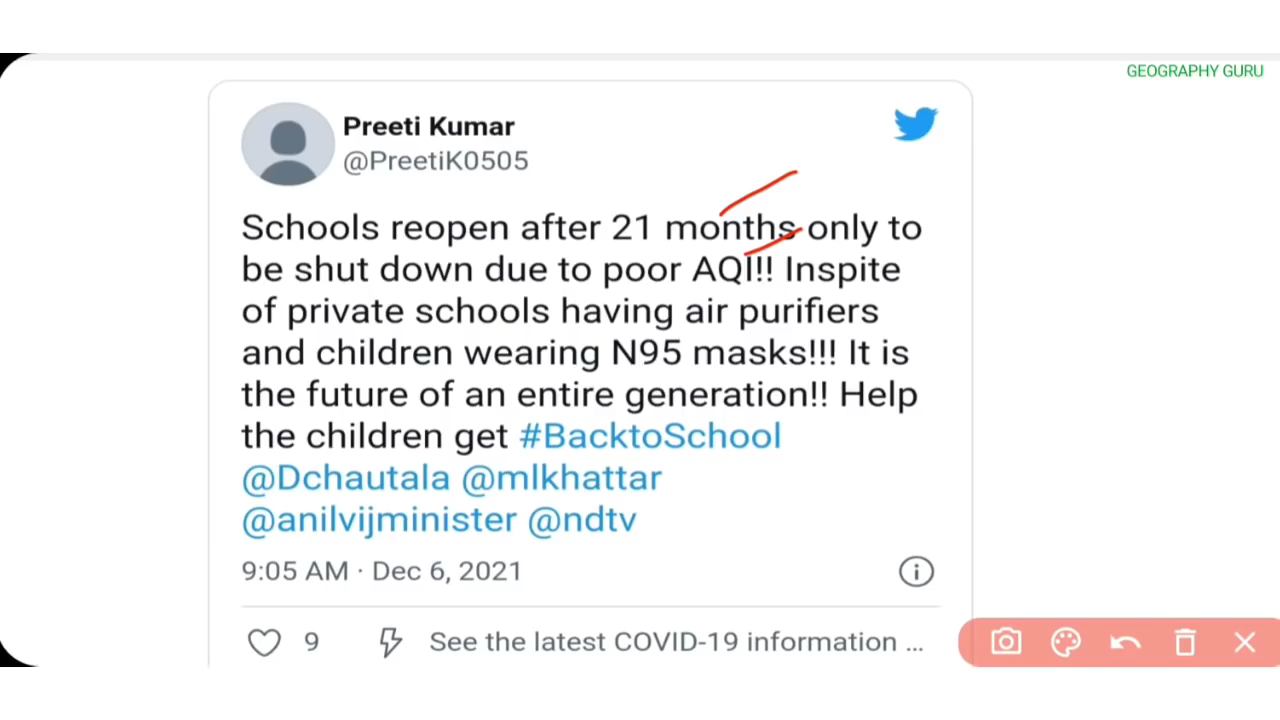 GEOGRAPHY GURU
Preeti Kumar
@PreetiK0505
Schools reopen after 21 months only to
be shut down due to poor AQI!! Inspite
of private schools having air purifiers
and children wearing N95 masks!!! It is
the future of an entire generation!! Help
the children get #BacktoSchool
@Dchautala @mlkhattar
@anilvijminister @ndtv
9:05 AM · Dec 6, 2021
9 See the latest COVID-19 information ...